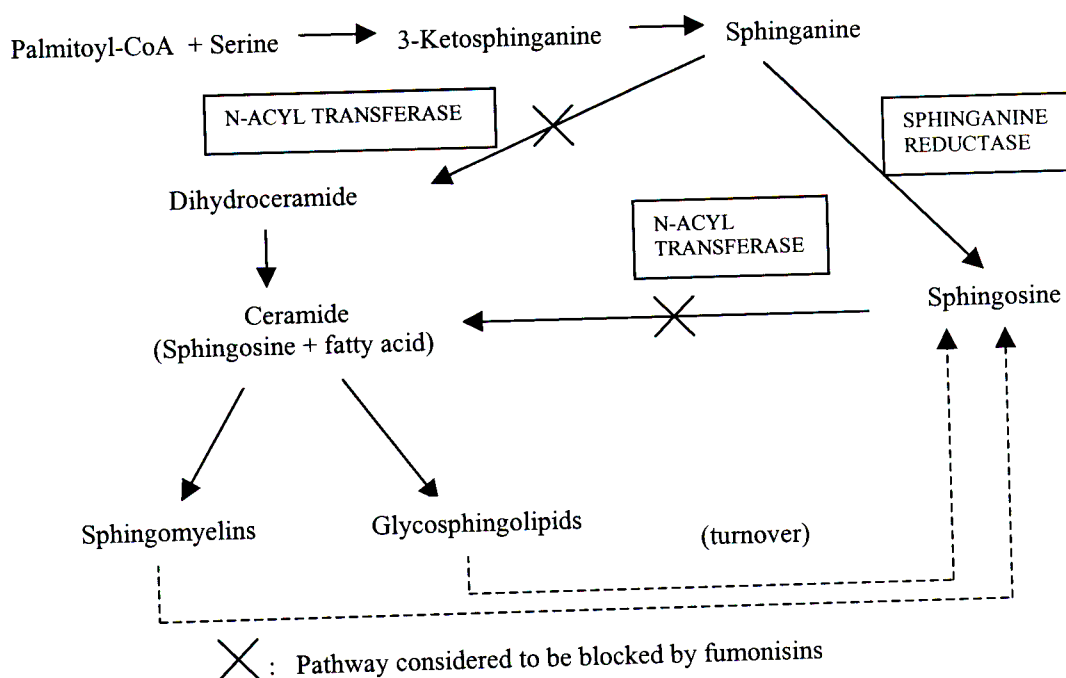 Palmitoyl-CoA + Serine
3-Ketosphinganine
Sphinganine
N-ACYL TRANSFERASE
SPHINGANINE
REDUCTASE
Dihydroceramide
N-ACYL
TRANSFERASE
Sphingosine
Ceramide
(Sphingosine + fatty acid)
Sphingomyelins
Glycosphingolipids
(turnover)
: Pathway considered to be blocked by fumonisins